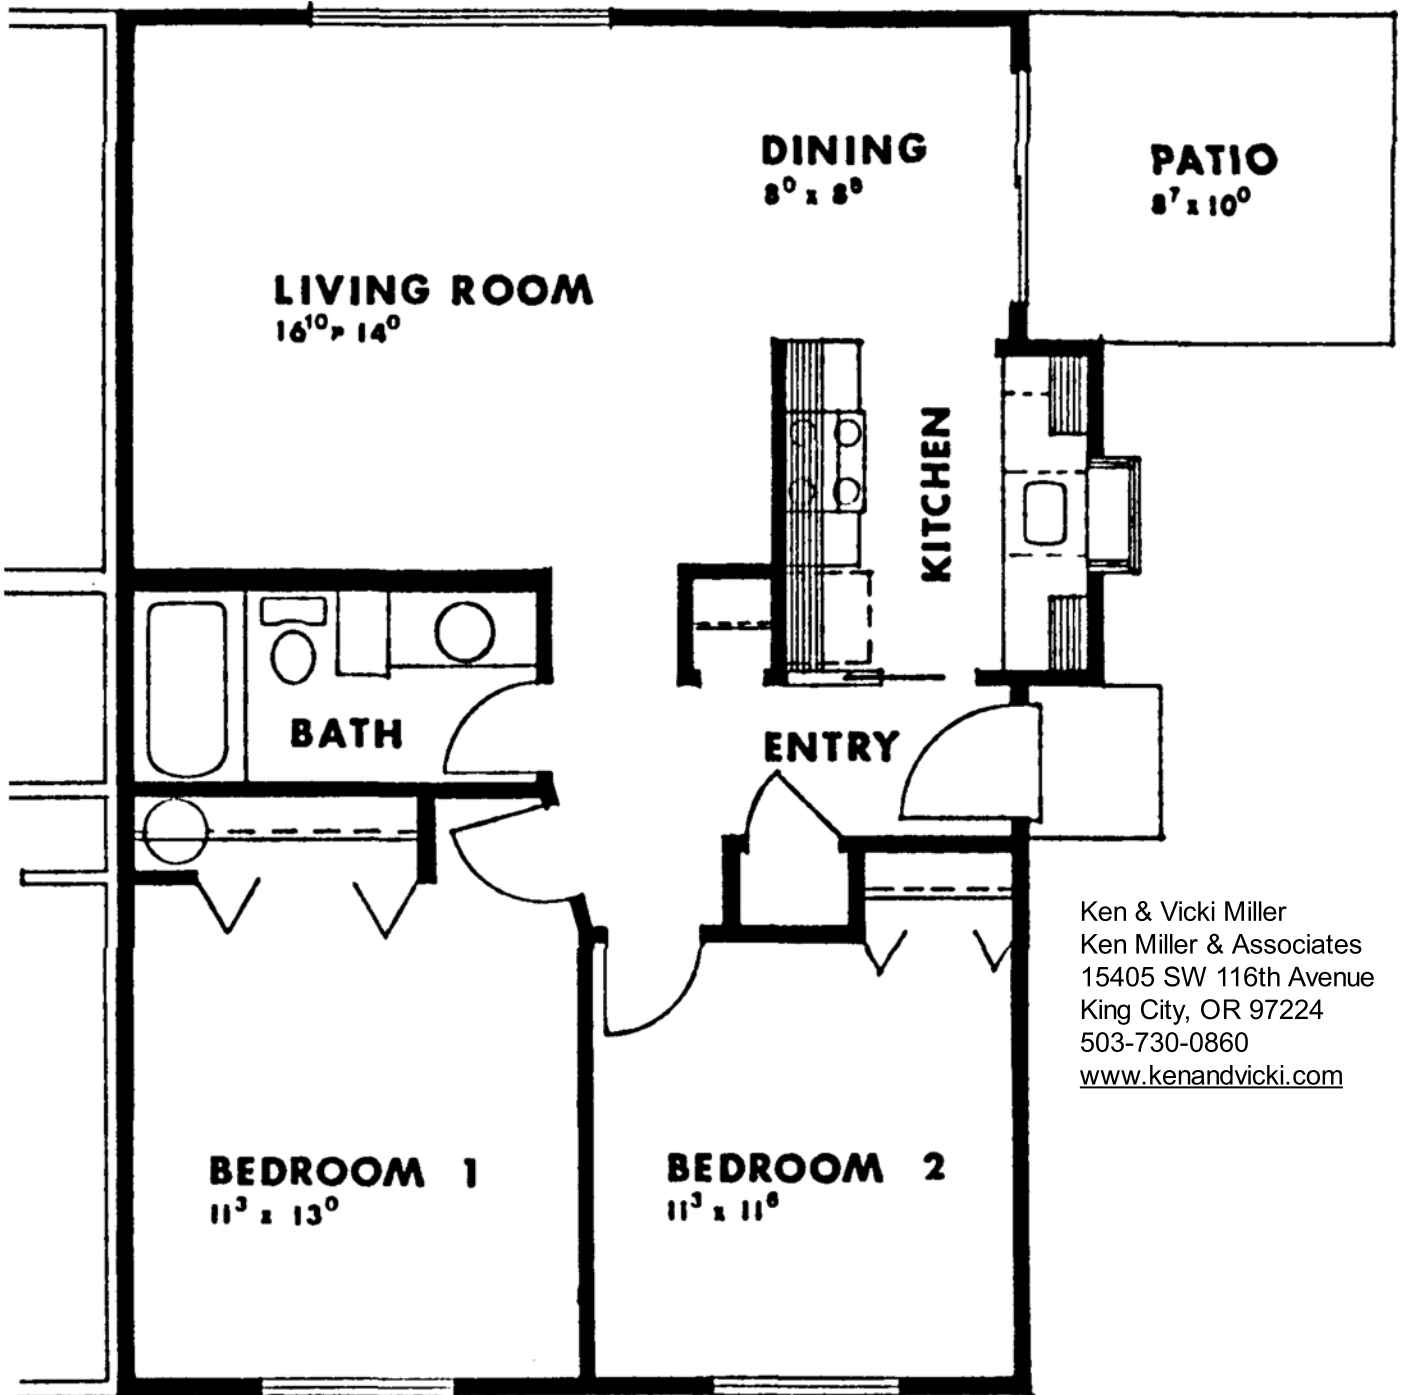 DINING
8⁰ x 8⁸
PATIO
8⁷ x 10⁰
LIVING ROOM
16¹⁰ x 14⁰
KITCHEN
BATH
ENTRY
Ken & Vicki Miller
Ken Miller & Associates
15405 SW 116th Avenue
King City, OR 97224
503-730-0860
www.kenandvicki.com
BEDROOM 1
11³ x 13⁰
BEDROOM 2
11³ x 11⁶